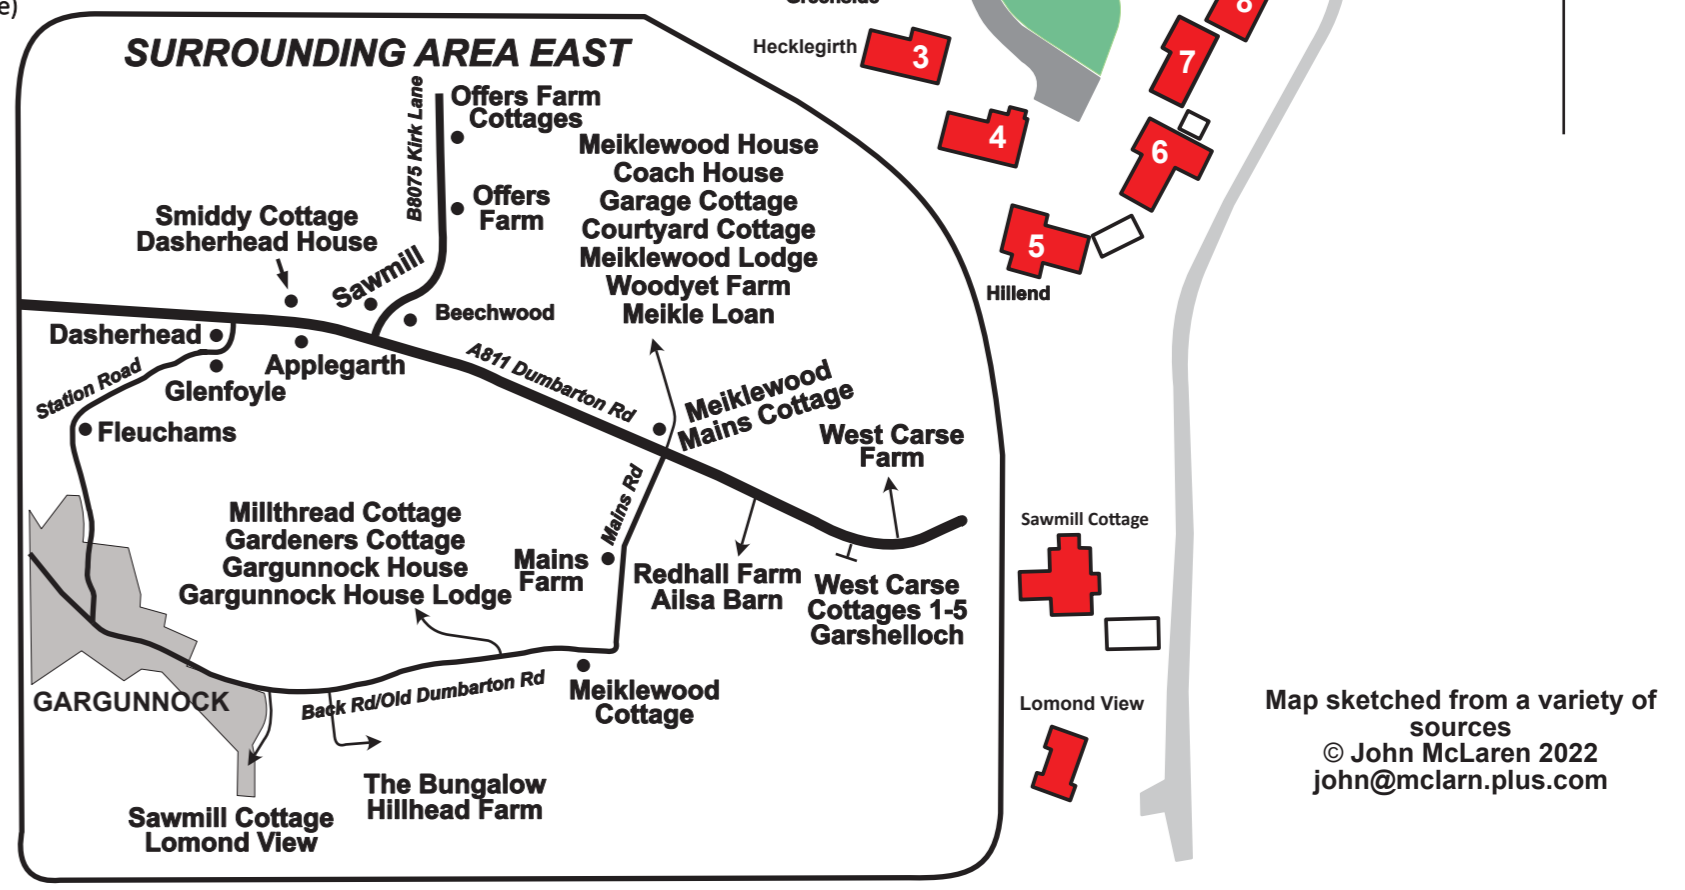 e)
SURROUNDING AREA EAST
B8075 Kirk Lane
Offers Farm
Cottages
Offers
Farm
Meiklewood House
Coach House
Garage Cottage
Courtyard Cottage
Meiklewood Lodge
Woodyet Farm
Meikle Loan
Smiddy Cottage
Dasherhead House
Sawmill
Beechwood
Dasherhead
Applegarth
Station Road
Glenfoyle
Fleuchams
A811 Dumbarton Rd
Meiklewood
Mains Cottage
West Carse
Farm
Mains Rd
Millthread Cottage
Gardeners Cottage
Gargunnock House
Gargunnock House Lodge
Mains
Farm
Redhall Farm
Ailsa Barn
West Carse
Cottages 1-5
Garshelloch
GARGUNNOCK
Back Rd/Old Dumbarton Rd
Meiklewood
Cottage
The Bungalow
Hillhead Farm
Sawmill Cottage
Lomond View
Greenside
Hecklegirth
3
4
5
6
7
8
Hillend
Sawmill Cottage
Lomond View
Map sketched from a variety of
sources
© John McLaren 2022
john@mclarn.plus.com